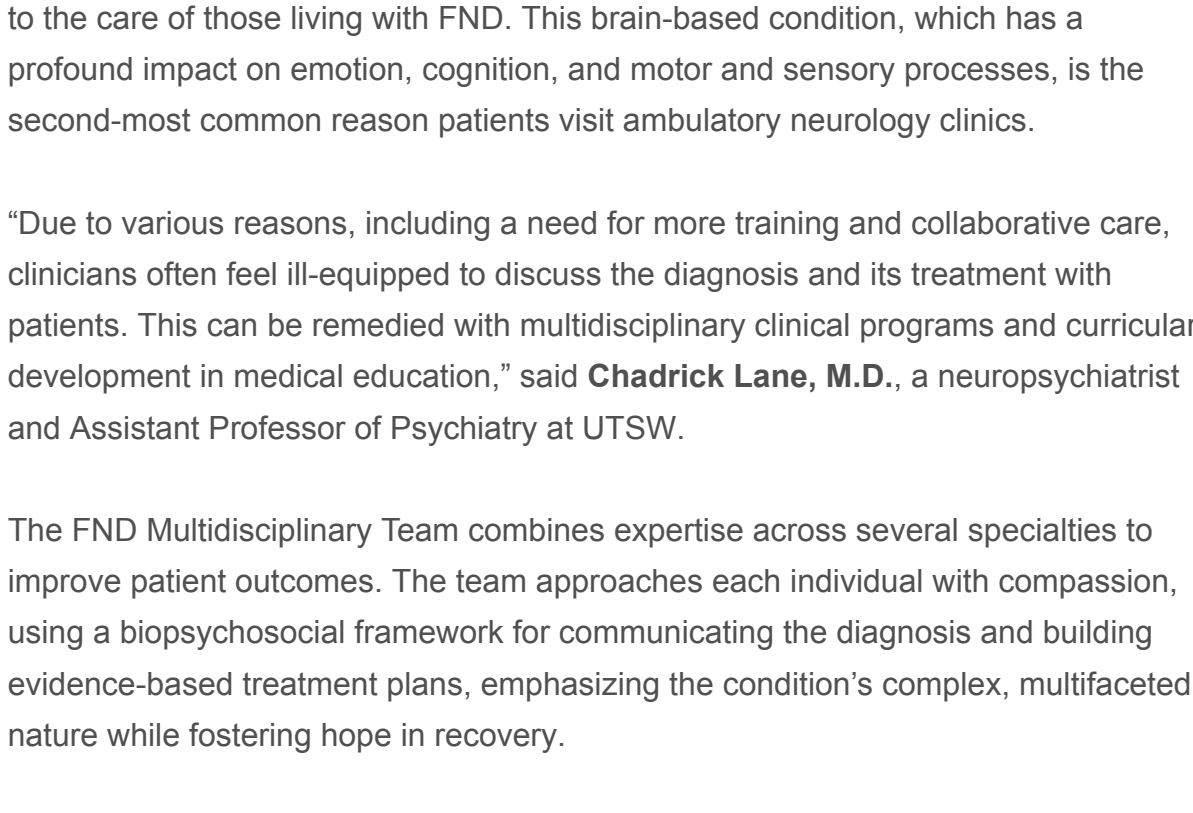 to the care of those living with FND. This brain-based condition, which has a
profound impact on emotion, cognition, and motor and sensory processes, is the
second-most common reason patients visit ambulatory neurology clinics.
“Due to various reasons, including a need for more training and collaborative care,
clinicians often feel ill-equipped to discuss the diagnosis and its treatment with
patients. This can be remedied with multidisciplinary clinical programs and curricular
development in medical education,” said Chadrick Lane, M.D., a neuropsychiatrist
and Assistant Professor of Psychiatry at UTSW.
The FND Multidisciplinary Team combines expertise across several specialties to
improve patient outcomes. The team approaches each individual with compassion,
using a biopsychosocial framework for communicating the diagnosis and building
evidence-based treatment plans, emphasizing the condition’s complex, multifaceted
nature while fostering hope in recovery.